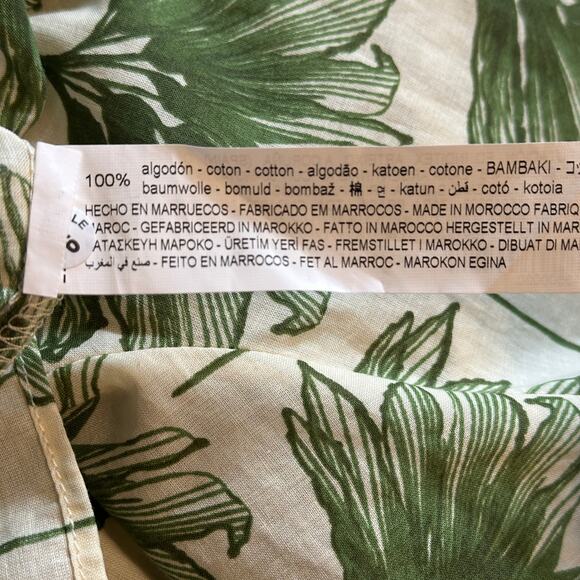 100% algodón - coton - cotton - algodão - katoen - cotone - BAMBAKI - コッ
baumwolle - bomuld - bombaž - 棉 - 면 - katun - قطن - cotó - kotoia
HECHO EN MARRUECOS - FABRICADO EM MARROCOS - MADE IN MOROCCO FABRIQ
MAROC - GEFABRICEERD IN MAROKKO - FATTO IN MAROCCO HERGESTELLT IN MAR
ΚΑΤΑΣΚΕΥΗ ΜΑΡΟΚΟ - ÜRETİM YERİ FAS - FREMSTILLET I MAROKKO - DIBUAT DI MA
صنع في المغرب - FEITO EN MARROCOS - FET AL MARROC - MAROKON EGINA
LE